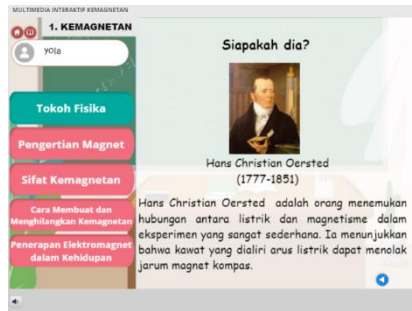 MULTIMEDIA INTERAKTIF KEMAGNETAN
1. KEMAGNETAN
yola
Tokoh Fisika
Pengertian Magnet
Sifat Kemagnetan
Cara Membuat dan
Menghilangkan Kemagnetan
Penerapan Elektromagnet
dalam Kehidupan
Siapakah dia?
Hans Christian Oersted
(1777-1851)
Hans Christian Oersted adalah orang menemukan
hubungan antara listrik dan magnetisme dalam
eksperimen yang sangat sederhana. Ia menunjukkan
bahwa kawat yang dialiri arus listrik dapat menolak
jarum magnet kompas.